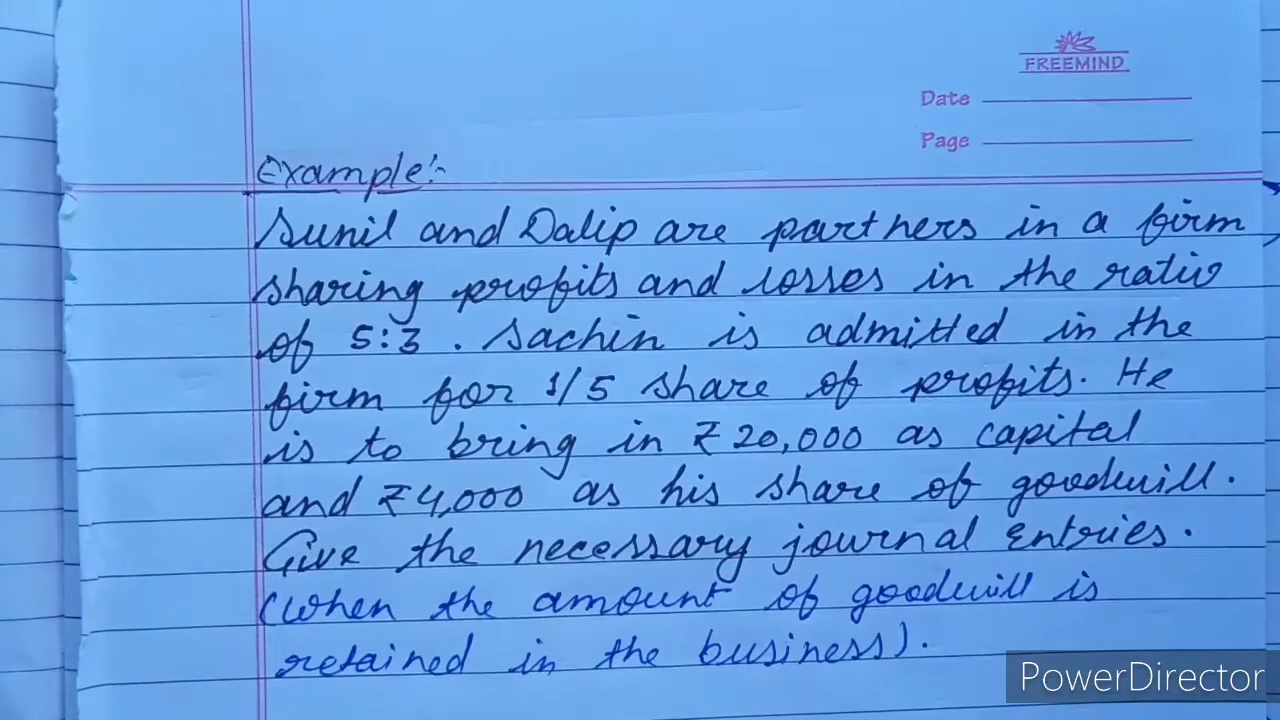 FREEMIND
Date
Page
Example:-
Sunil and Dalip are partners in a firm
sharing profits and losses in the ratio
of 5:3. Sachin is admitted in the
firm for 1/5 share of profits. He
is to bring in ₹20,000 as capital
and ₹4,000 as his share of goodwill.
Give the necessary journal Entries.
(When the amount of goodwill is
retained in the business).
PowerDirector